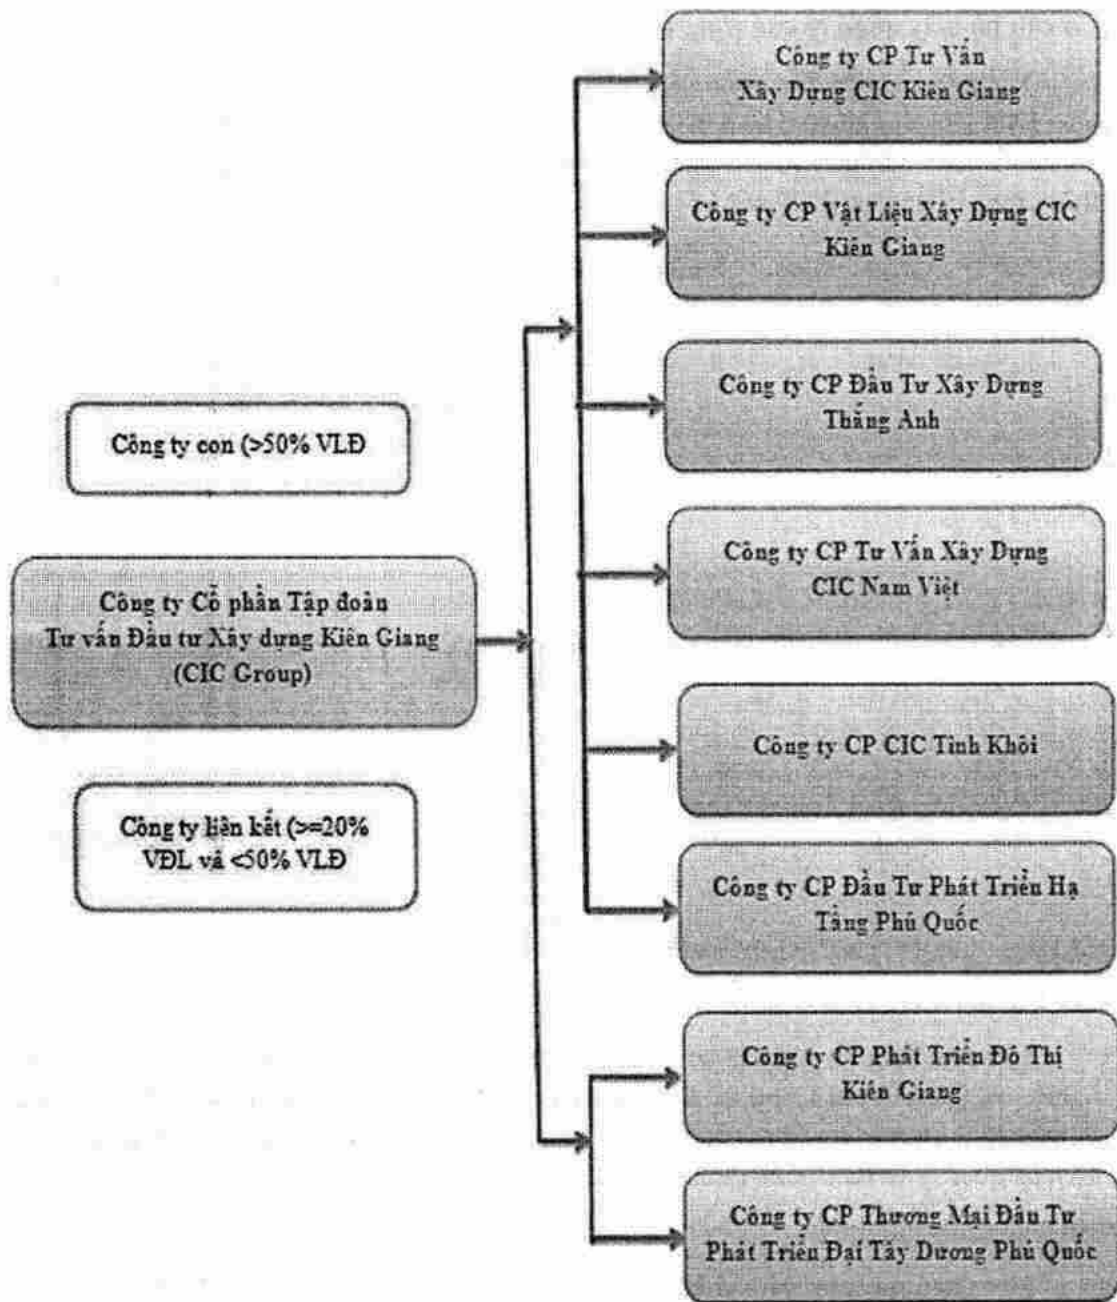 Công ty CP Tư Vấn
Xây Dựng CIC Kiên Giang
Công ty CP Vật Liệu Xây Dựng CIC
Kiên Giang
Công ty CP Đầu Tư Xây Dựng
Thắng Anh
Công ty con (>50% VLĐ
Công ty CP Tư Vấn Xây Dựng
CIC Nam Việt
Công ty Cổ phần Tập đoàn
Tư vấn Đầu tư Xây dựng Kiên Giang
(CIC Group)
Công ty CP CIC Tinh Khôi
Công ty liên kết (>=20%
VĐL và <50% VLĐ
Công ty CP Đầu Tư Phát Triển Hạ
Tầng Phú Quốc
Công ty CP Phát Triển Đô Thị
Kiên Giang
Công ty CP Thương Mại Đầu Tư
Phát Triển Đại Tây Dương Phú Quốc